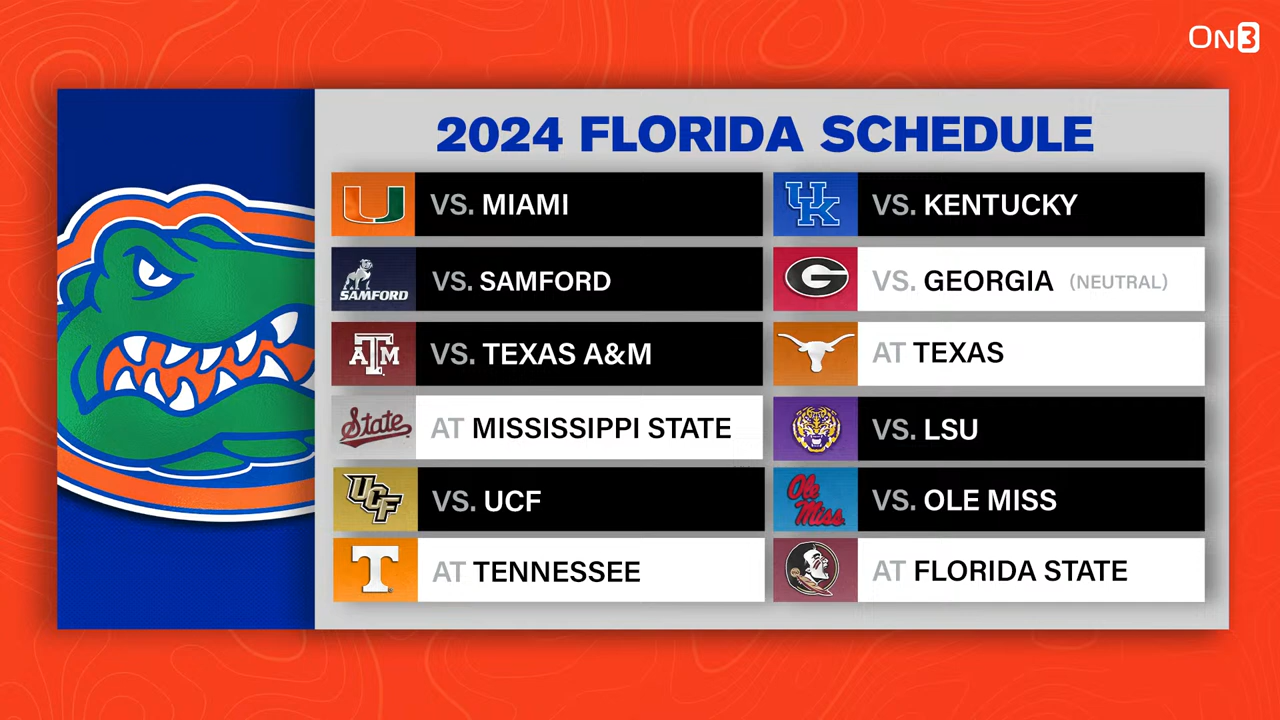 ON3
2024 FLORIDA SCHEDULE
U
VS. MIAMI
SAMFORD
VS. SAMFORD
ATM
VS. TEXAS A&M
State
AT MISSISSIPPI STATE
UCF
VS. UCF
T
AT TENNESSEE
UK
VS. KENTUCKY
G
VS. GEORGIA (NEUTRAL)
AT TEXAS
VS. LSU
Ole
Miss
VS. OLE MISS
AT FLORIDA STATE